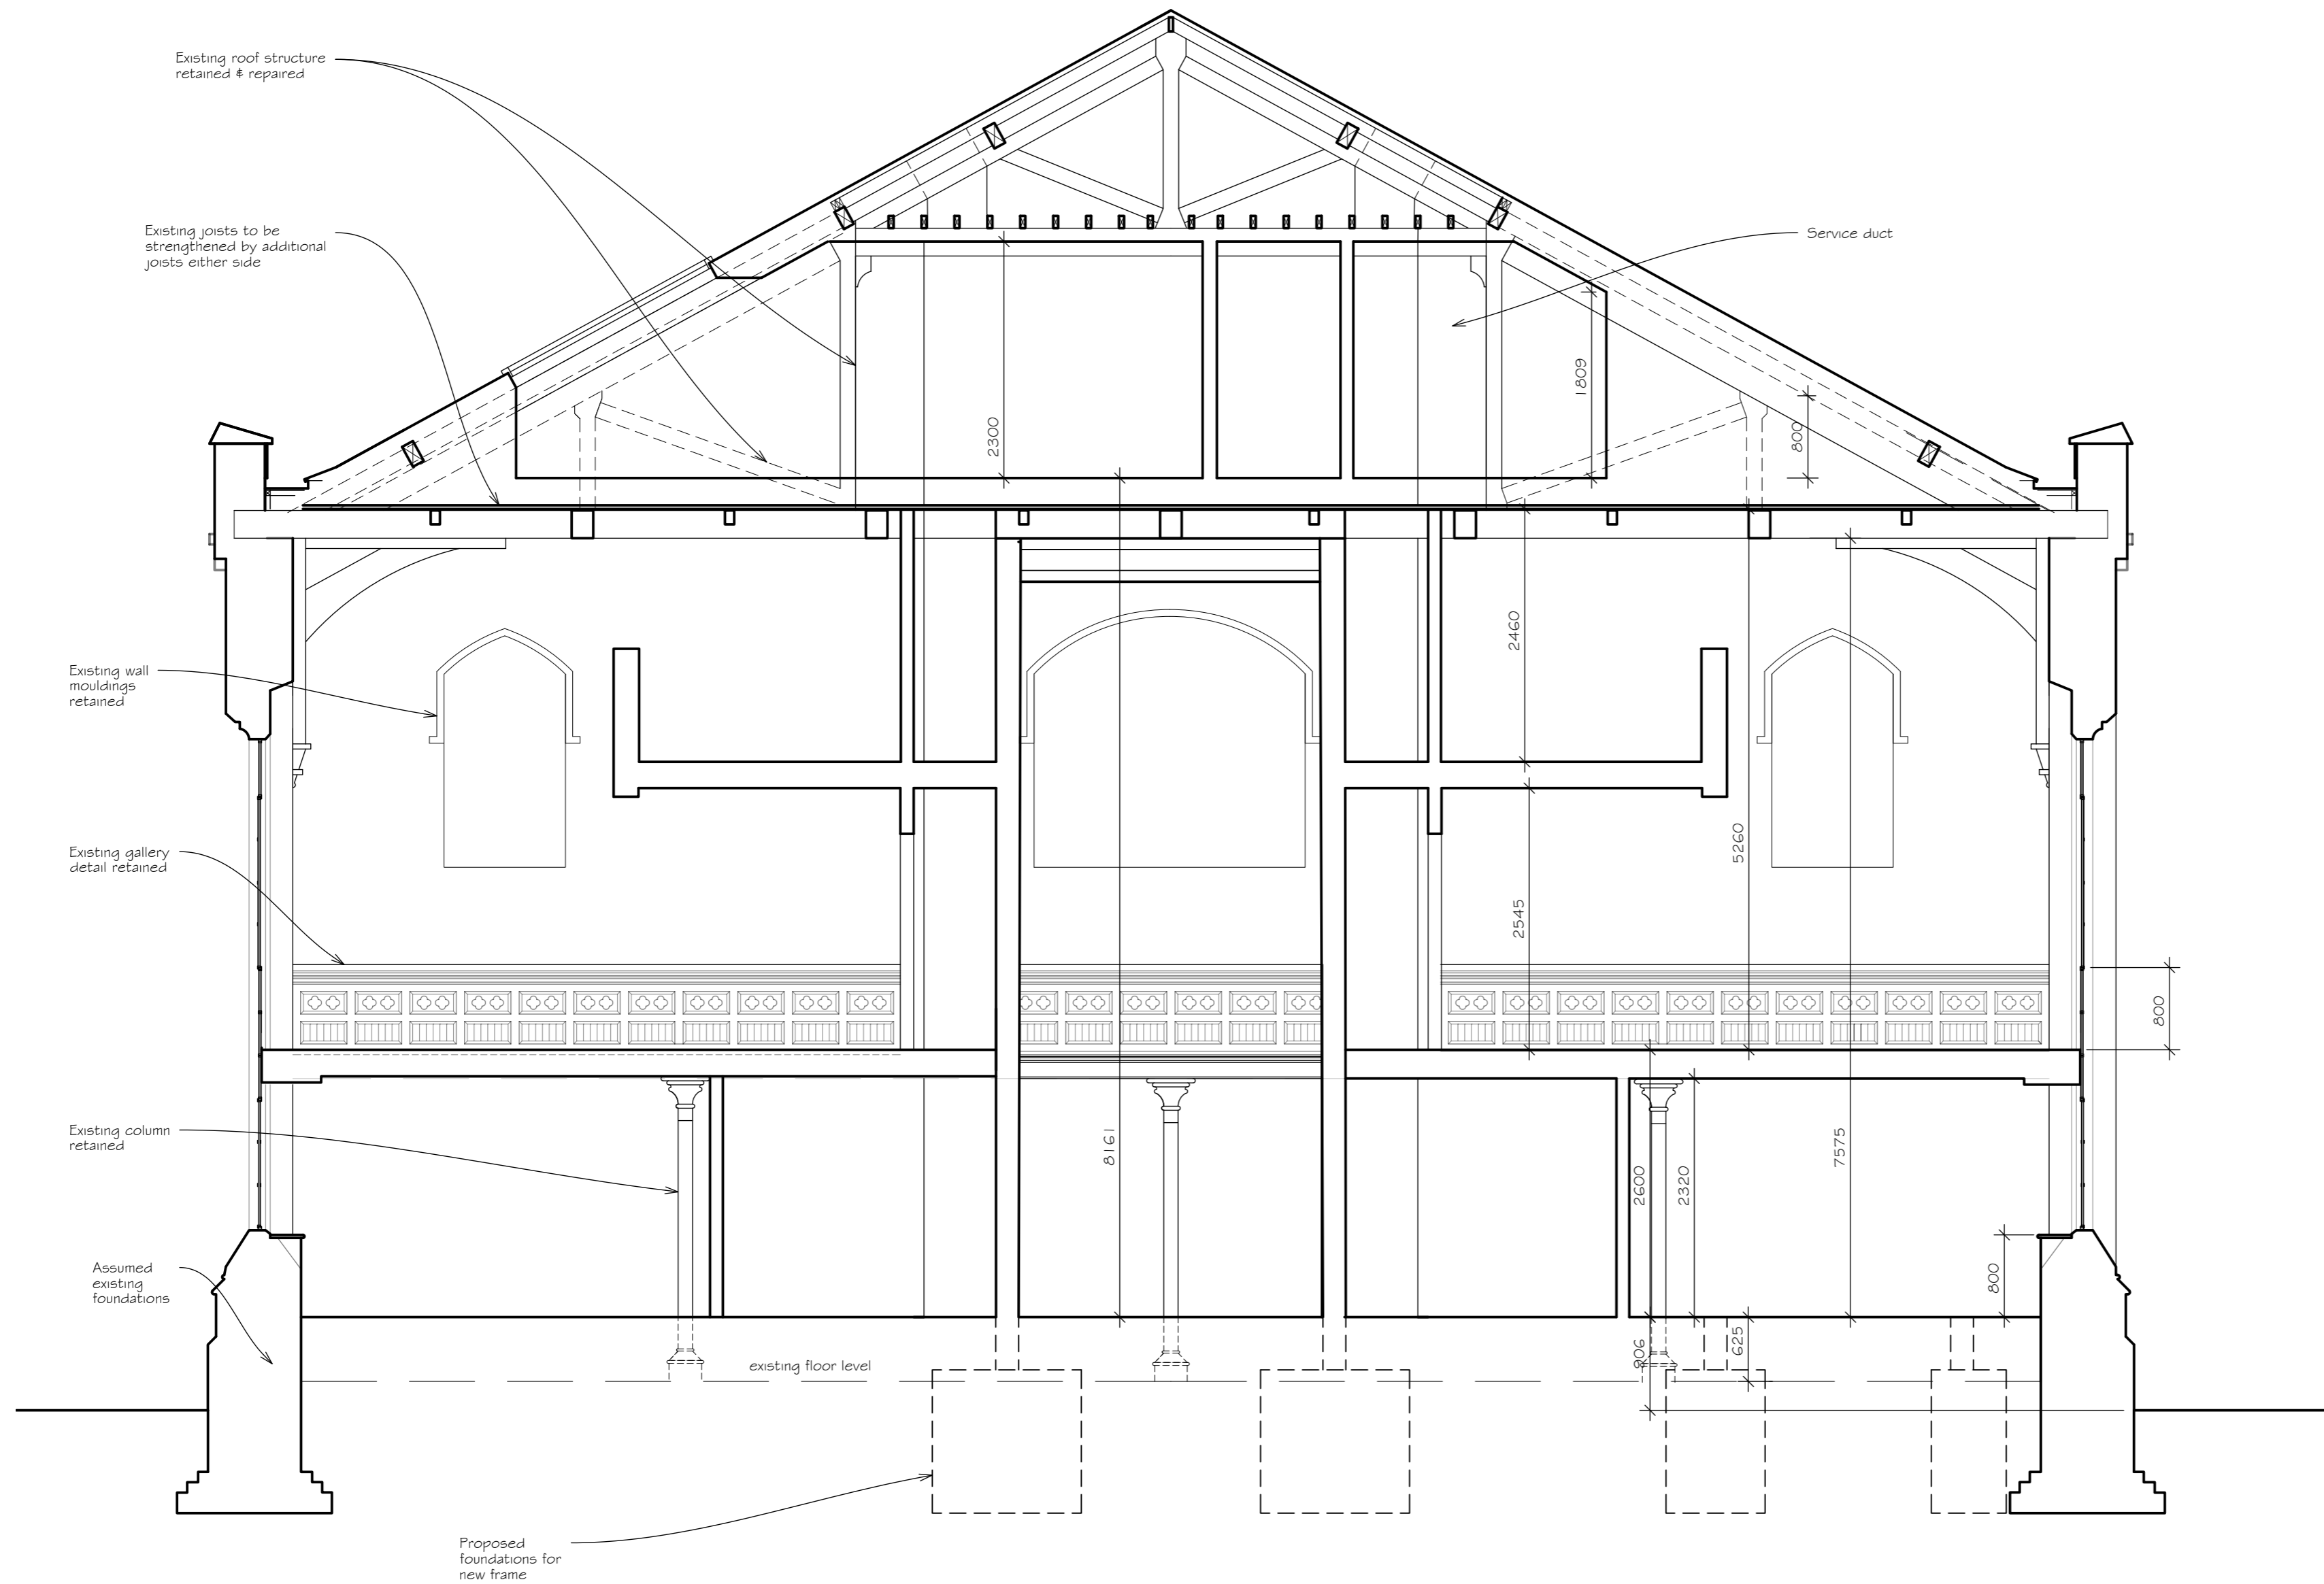 Existing roof structure
retained & repaired
Existing joists to be
strengthened by additional
joists either side
Service duct
2300
1809
800
2460
Existing wall
mouldings
retained
5260
Existing gallery
detail retained
2545
800
8161
7575
Existing column
retained
2600
2320
800
Assumed
existing
foundations
906
625
existing floor level
Proposed
foundations for
new frame